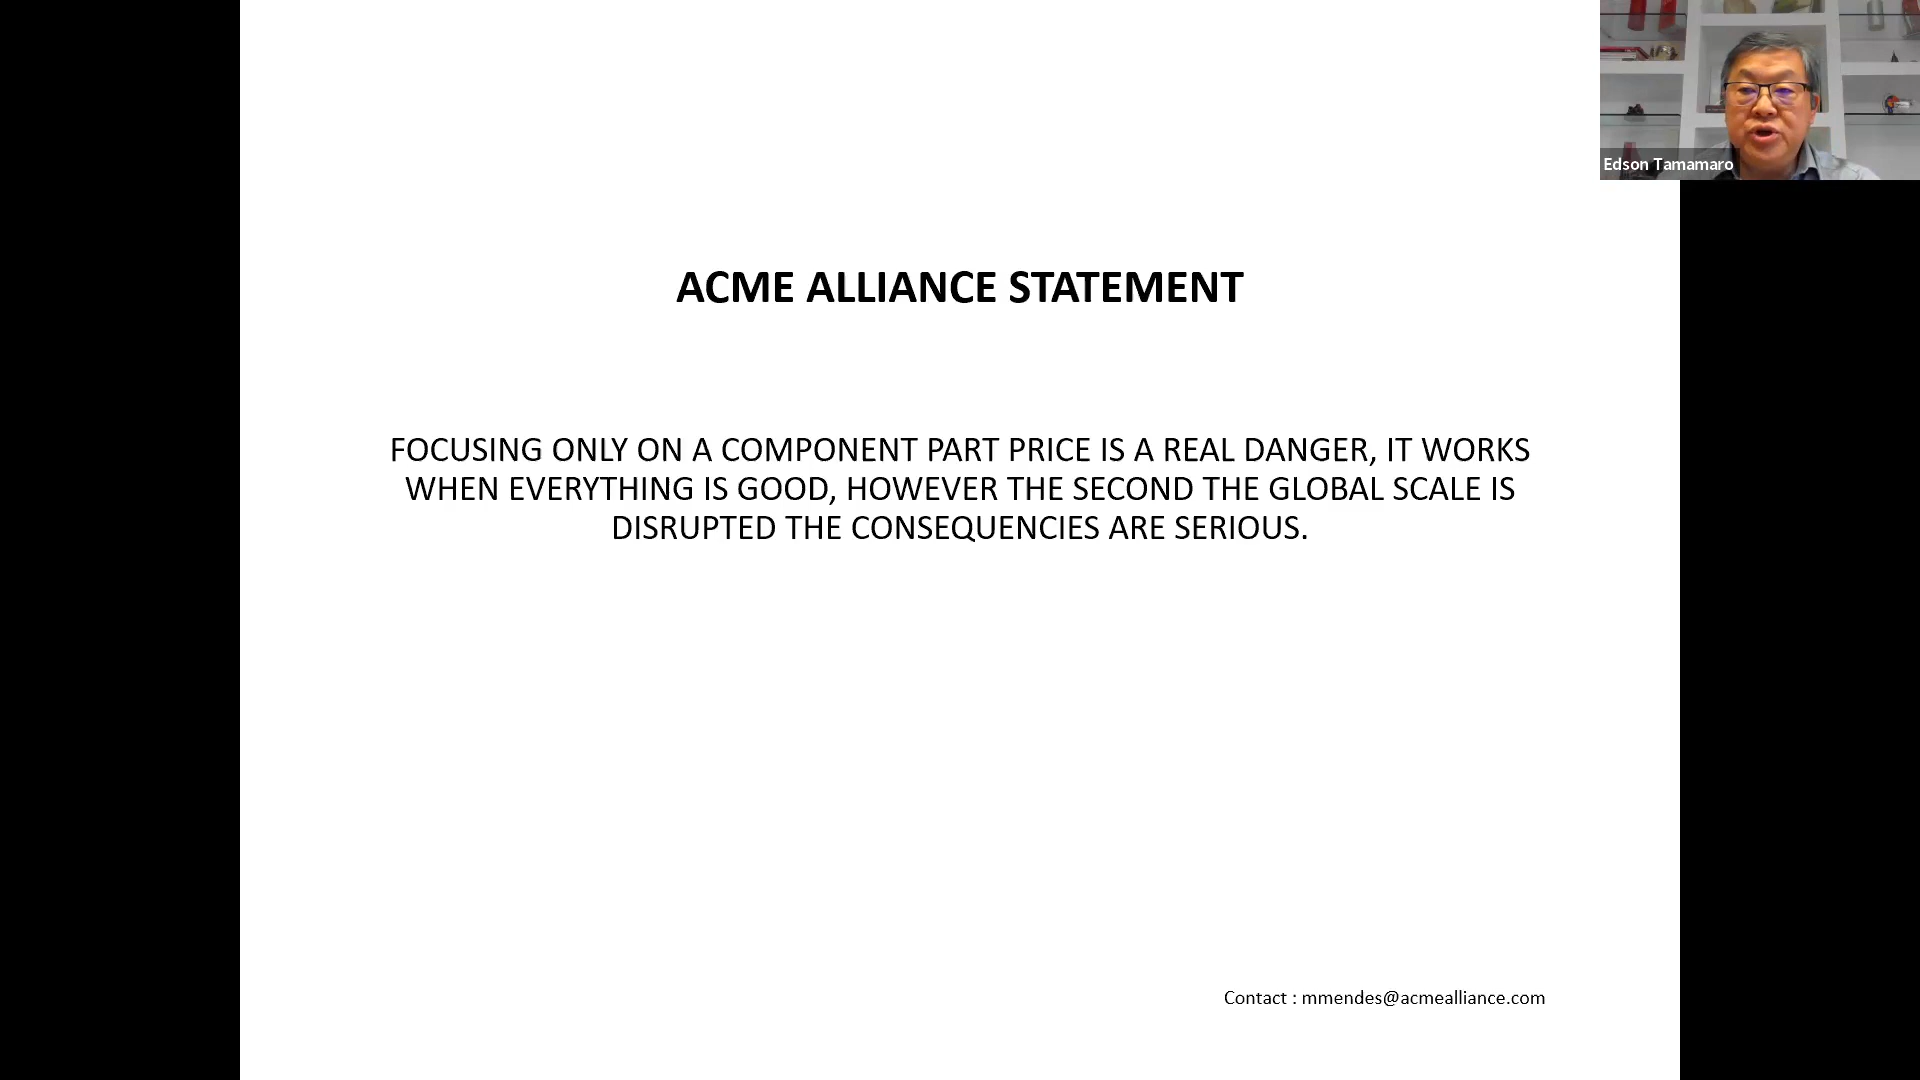 Edson Tamamaro
ACME ALLIANCE STATEMENT
FOCUSING ONLY ON A COMPONENT PART PRICE IS A REAL DANGER, IT WORKS
WHEN EVERYTHING IS GOOD, HOWEVER THE SECOND THE GLOBAL SCALE IS
DISRUPTED THE CONSEQUENCIES ARE SERIOUS.
Contact : mmendes@acmealliance.com